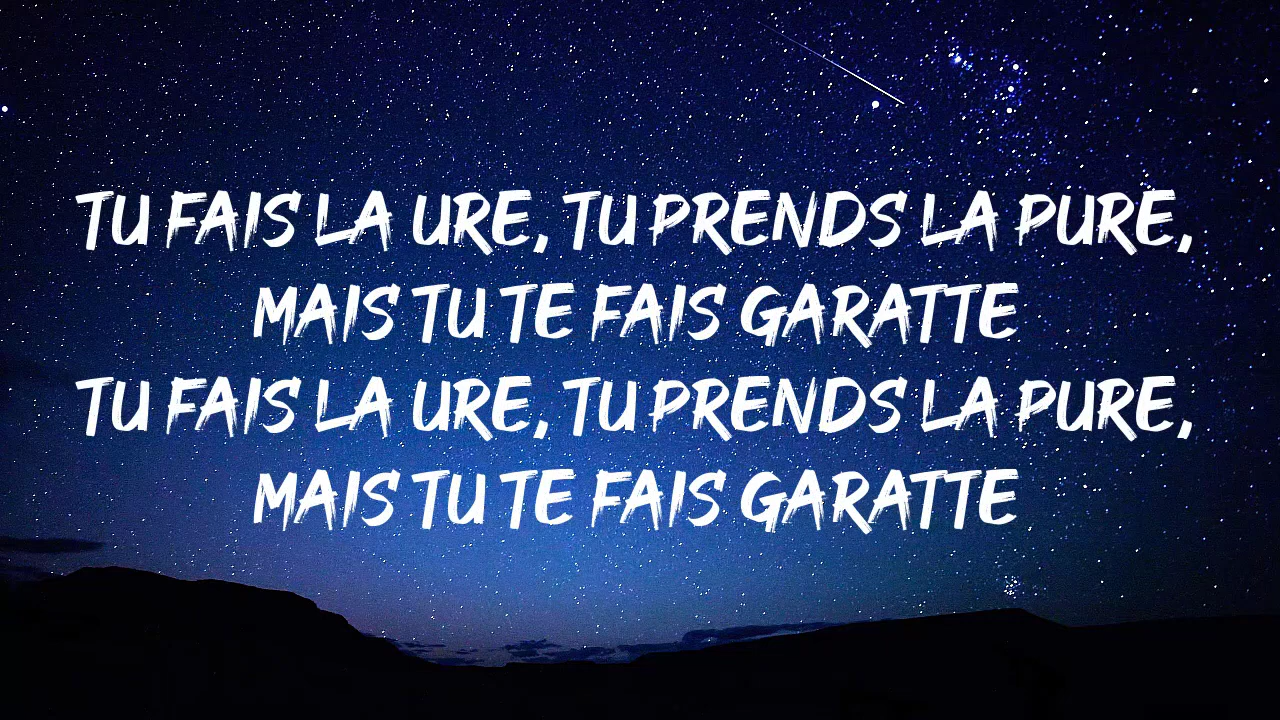 TU FAIS LA URE, TU PRENDS LA PURE,
MAIS TU TE FAIS GARATTE
TU FAIS LA URE, TU PRENDS LA PURE,
MAIS TU TE FAIS GARATTE